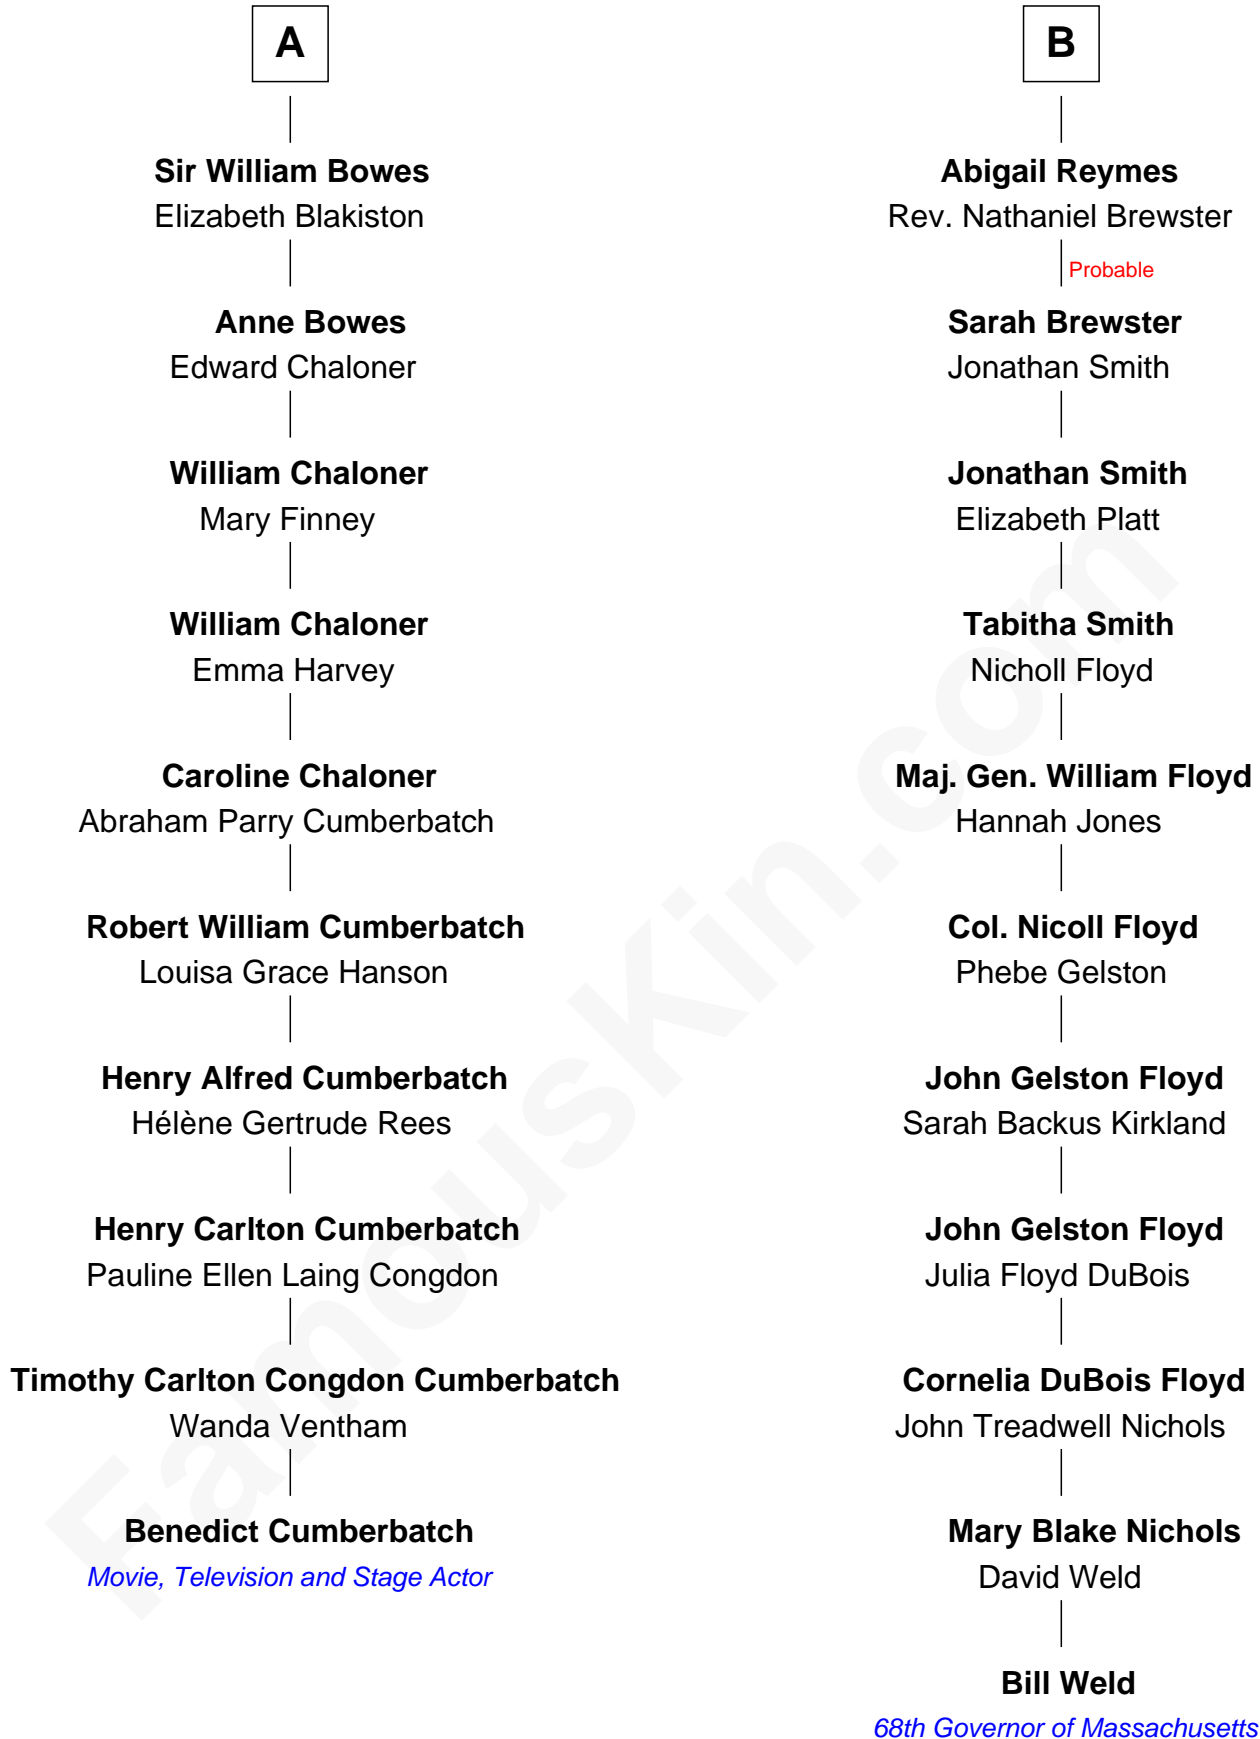 A
Sir William Bowes
Elizabeth Blakiston
Anne Bowes
Edward Chaloner
William Chaloner
Mary Finney
William Chaloner
Emma Harvey
Caroline Chaloner
Abraham Parry Cumberbatch
Robert William Cumberbatch
Louisa Grace Hanson
Henry Alfred Cumberbatch
Hélène Gertrude Rees
Henry Carlton Cumberbatch
Pauline Ellen Laing Congdon
Timothy Carlton Congdon Cumberbatch
Wanda Ventham
Benedict Cumberbatch
Movie, Television and Stage Actor
B
Abigail Reymes
Rev. Nathaniel Brewster
Probable
Sarah Brewster
Jonathan Smith
Jonathan Smith
Elizabeth Platt
Tabitha Smith
Nicholl Floyd
Maj. Gen. William Floyd
Hannah Jones
Col. Nicoll Floyd
Phebe Gelston
John Gelston Floyd
Sarah Backus Kirkland
John Gelston Floyd
Julia Floyd DuBois
Cornelia DuBois Floyd
John Treadwell Nichols
Mary Blake Nichols
David Weld
Bill Weld
68th Governor of Massachusetts
FamousKin.com